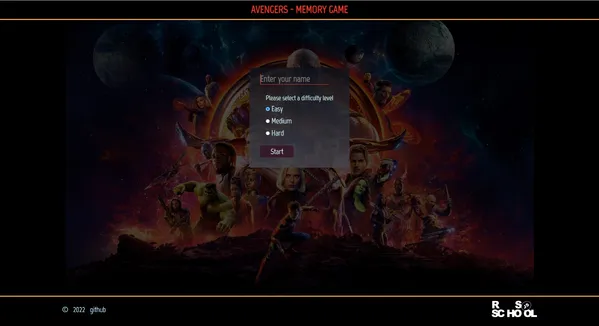 AVENGERS - MEMORY GAME
Enter your name
Please select a difficulty level
Easy
Medium
Hard
Start
© 2022 github
RS
SCHOOL